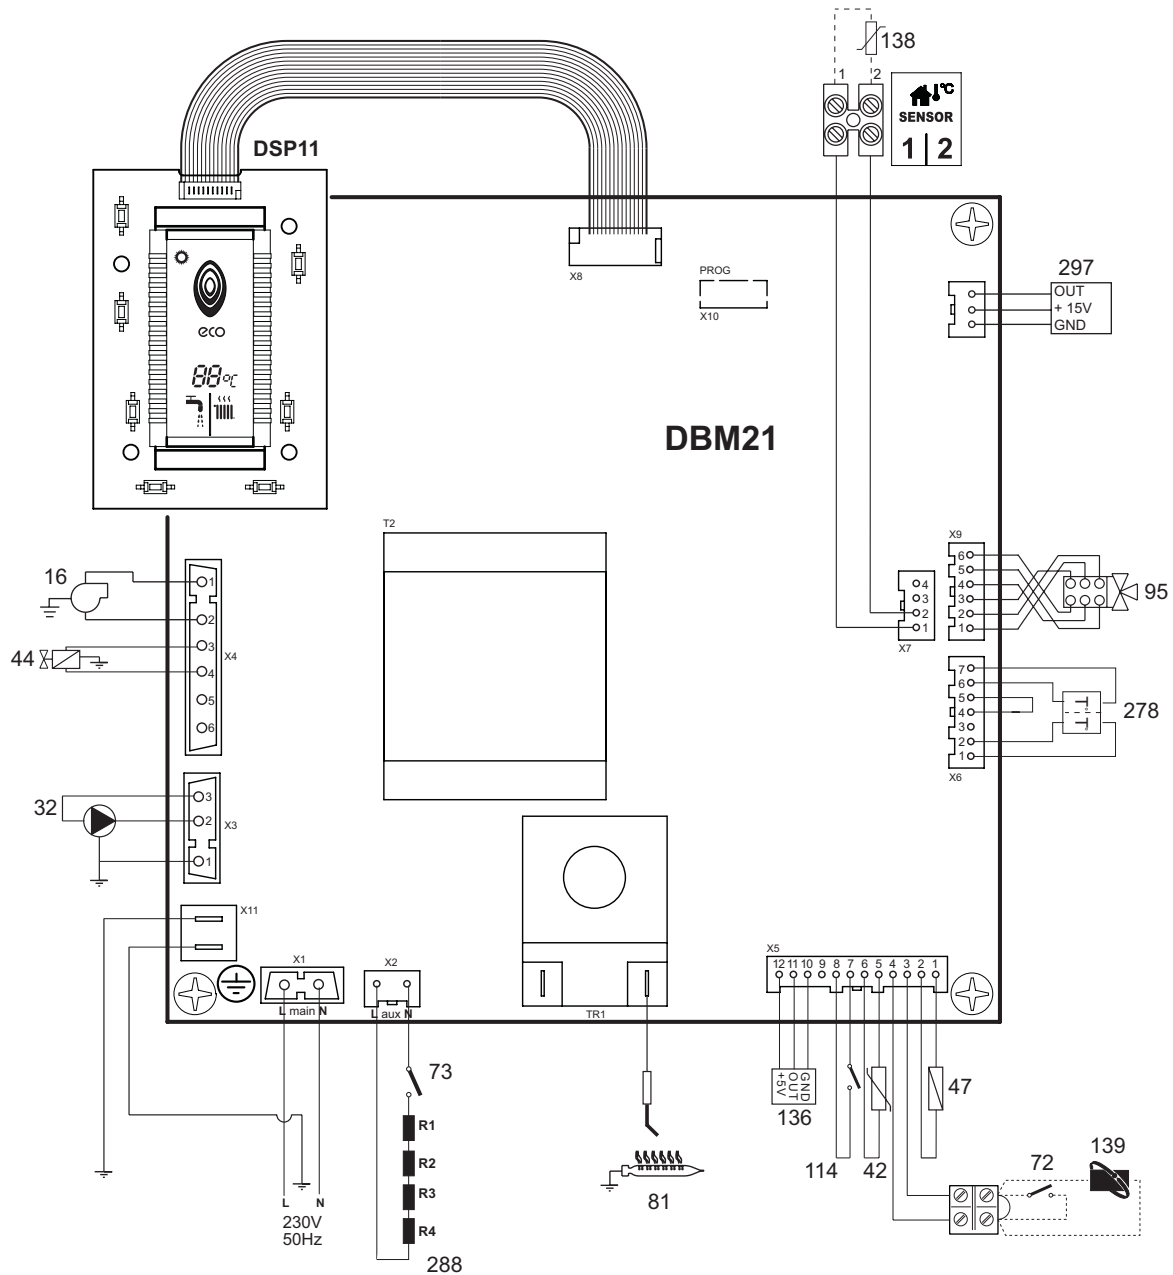 138
1 2
°C
SENSOR
1 2
DSP11
X8
PROG
X10
297
OUT
+ 15V
GND
eco
88°C
DBM21
T2
X9
6
5
4
3
2
1
95
4
3
2
1
X7
16
1
2
3
4
5
6
X4
44
7
6
5
4
3
2
1
X6
278
32
3
2
1
X3
X11
X1
L main N
X2
L aux N
TR1
X5
12 11 10 9 8 7 6 5 4 3 2 1
73
R1
R2
R3
R4
288
L N
230V
50Hz
81
+5V
OUT
GND
136
114
42
47
72
139